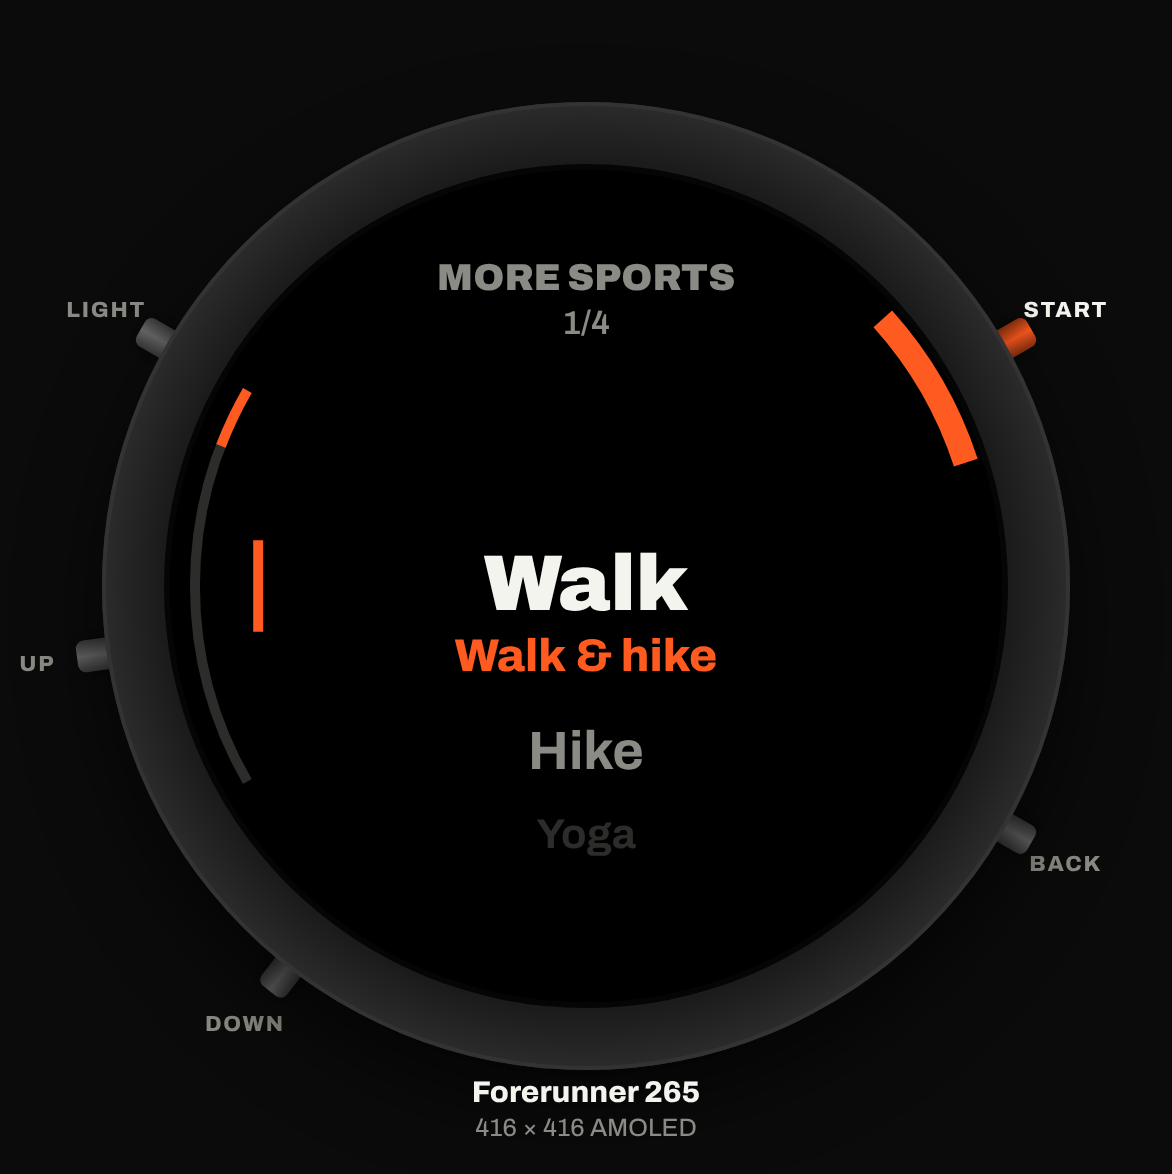 MORE SPORTS
1/4
LIGHT
START
Walk
Walk & hike
UP
Hike
Yoga
BACK
DOWN
Forerunner 265
416 × 416 AMOLED